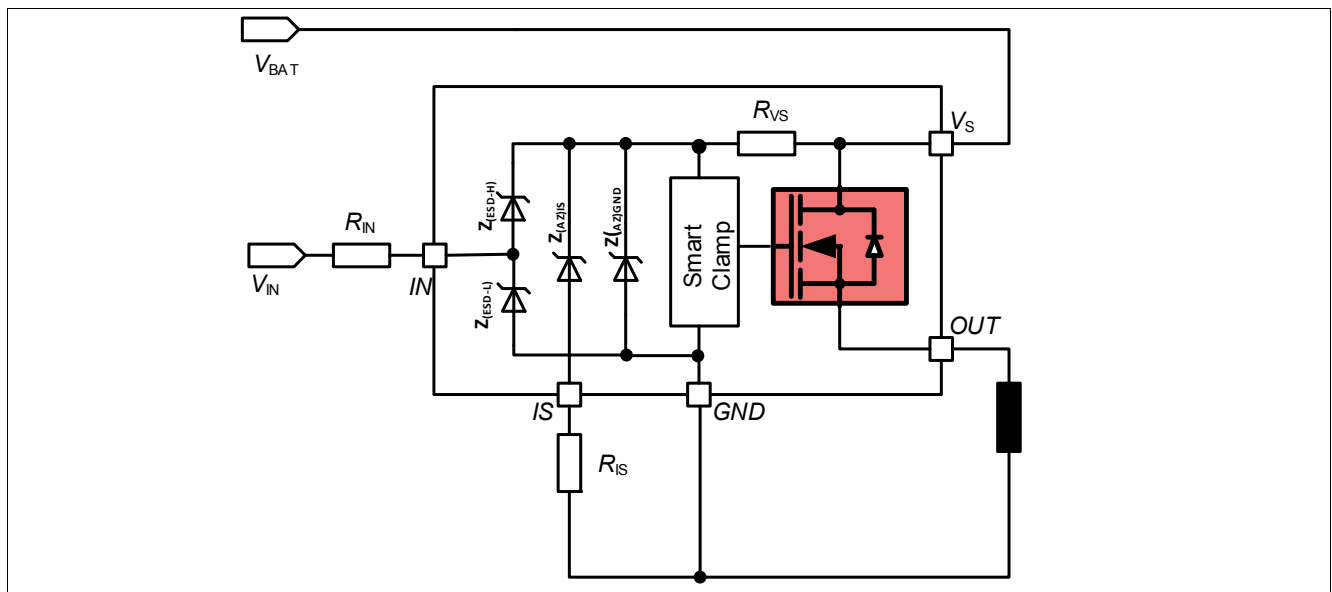 VBAT
RVS
VS
Z(ESD-H)
Z(AZ)IS
Z(AZ)GND
Smart
Clamp
RIN
VIN
IN
Z(ESD-L)
OUT
IS
GND
RIS